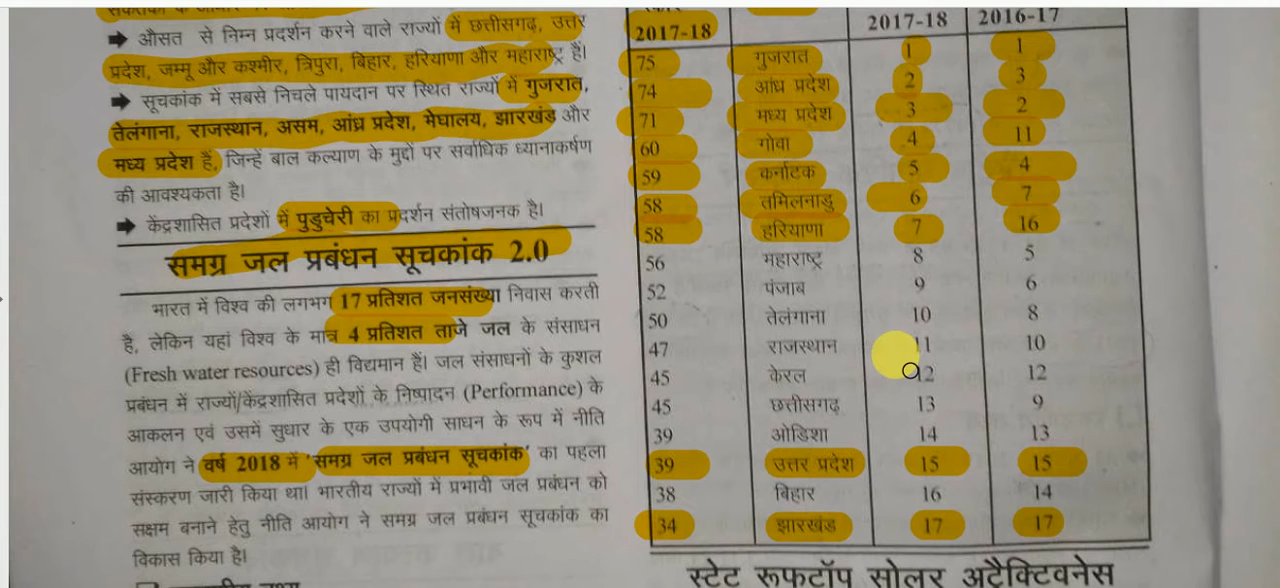 संकेतकों के आधार पर
➡ औसत से निम्न प्रदर्शन करने वाले राज्यों में छत्तीसगढ़, उत्तर
प्रदेश, जम्मू और कश्मीर, त्रिपुरा, बिहार, हरियाणा और महाराष्ट्र हैं।
➡ सूचकांक में सबसे निचले पायदान पर स्थित राज्यों में गुजरात,
तेलंगाना, राजस्थान, असम, आंध्र प्रदेश, मेघालय, झारखंड और
मध्य प्रदेश हैं, जिन्हें बाल कल्याण के मुद्दों पर सर्वाधिक ध्यानाकर्षण
की आवश्यकता है।
➡ केंद्रशासित प्रदेशों में पुडुचेरी का प्रदर्शन संतोषजनक है।
समग्र जल प्रबंधन सूचकांक 2.0
भारत में विश्व की लगभग 17 प्रतिशत जनसंख्या निवास करती
है, लेकिन यहां विश्व के मात्र 4 प्रतिशत ताजे जल के संसाधन
(Fresh water resources) ही विद्यमान हैं। जल संसाधनों के कुशल
प्रबंधन में राज्यों/केंद्रशासित प्रदेशों के निष्पादन (Performance) के
आकलन एवं उसमें सुधार के एक उपयोगी साधन के रूप में नीति
आयोग ने वर्ष 2018 में 'समग्र जल प्रबंधन सूचकांक' का पहला
संस्करण जारी किया था। भारतीय राज्यों में प्रभावी जल प्रबंधन को
सक्षम बनाने हेतु नीति आयोग ने समग्र जल प्रबंधन सूचकांक का
विकास किया है।
2017-18 2017-18 2016-17
75 गुजरात 1 1
74 आंध्र प्रदेश 2 3
71 मध्य प्रदेश 3 2
60 गोवा 4 11
59 कर्नाटक 5 4
58 तमिलनाडु 6 7
58 हरियाणा 7 16
56 महाराष्ट्र 8 5
52 पंजाब 9 6
50 तेलंगाना 10 8
47 राजस्थान 11 10
45 केरल 12 12
45 छत्तीसगढ़ 13 9
39 ओडिशा 14 13
39 उत्तर प्रदेश 15 15
38 बिहार 16 14
34 झारखंड 17 17
स्टेट रूफटॉप सोलर अट्रैक्टिवनेस